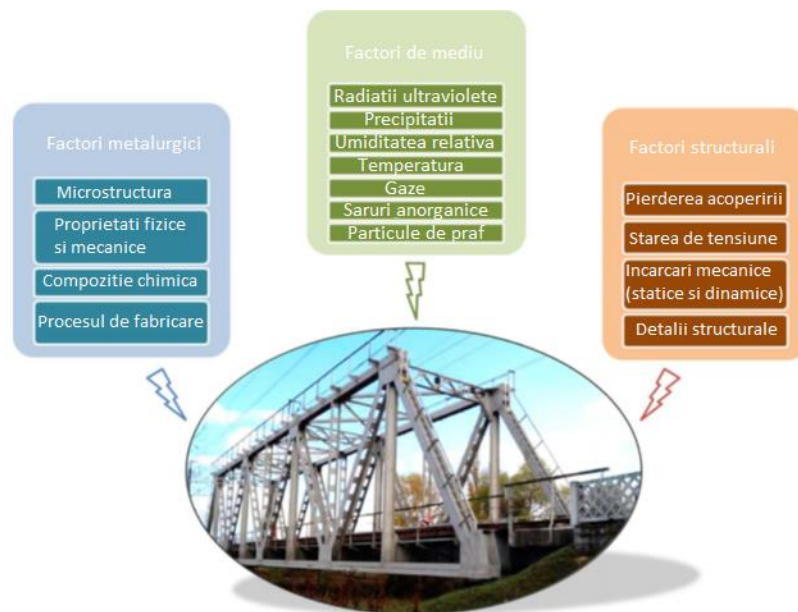 Factori metalurgici
Microstructura
Proprietati fizice
si mecanice
Compozitie chimica
Procesul de fabricare
Factori de mediu
Radiatii ultraviolete
Precipitatii
Umiditatea relativa
Temperatura
Gaze
Saruri anorganice
Particule de praf
Factori structurali
Pierderea acoperirii
Starea de tensiune
Incarcari mecanice
(statice si dinamice)
Detalii structurale